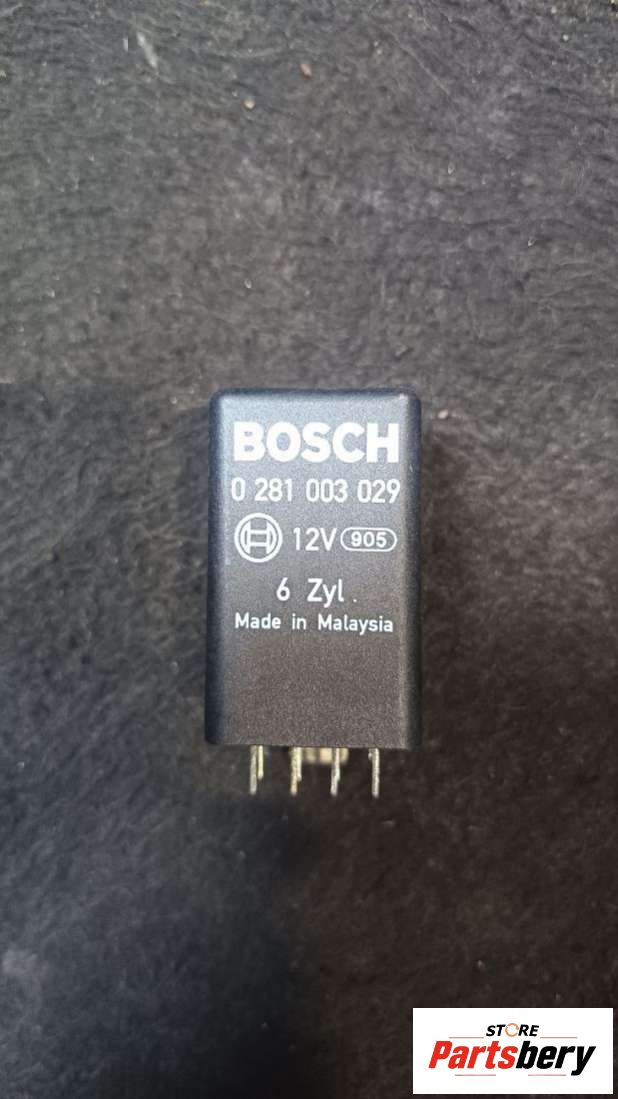 BOSCH
0 281 003 029
12V 905
6 Zyl.
Made in Malaysia
STORE
Partsbery